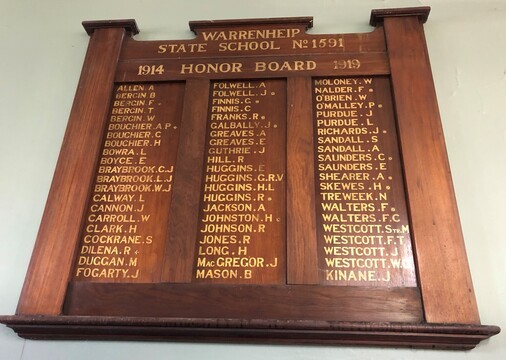 WARRENHEIP
STATE SCHOOL No 1591
1914 HONOR BOARD 1919
ALLEN. A
BERGIN. B
BERGIN. F
BERGIN. T
BERGIN. W
BOUCHIER. A.P
BOUCHIER. C
BOUCHIER. H
BOWRA. L
BOYCE. E
BRAYBROOK. C.J
BRAYBROOK. L.J
BRAYBROOK. W.J
CALWAY. L
CANNON. J
CARROLL. W
CLARK. H
COCKRANE. S
DILENA. R
DUGGAN. M
FOGARTY. J
FOLWELL. A
FOLWELL. J
FINNIS. G
FINNIS. C
FRANKS. R
GALBALLY. J
GREAVES. A
GREAVES. E
GUTHRIE. J
HILL. R
HUGGINS. E
HUGGINS. G.R.V
HUGGINS. H.L
HUGGINS. R
JACKSON. A
JOHNSTON. H
JOHNSON. R
JONES. R
LONG. H
MacGREGOR. J
MASON. B
MOLONEY. W
NALDER. F
O'BRIEN. W
O'MALLEY. P
PURDUE. J
PURDUE. L
RICHARDS. J
SANDALL. S
SANDALL. A
SAUNDERS. C
SAUNDERS. E
SHEARER. A
SKEWES. H
TREWEEK. N
WALTERS. F
WALTERS. F.C
WESTCOTT.
WESTCOTT. F.T
WESTCOTT. J
WESTCOTT. W
KINANE. J